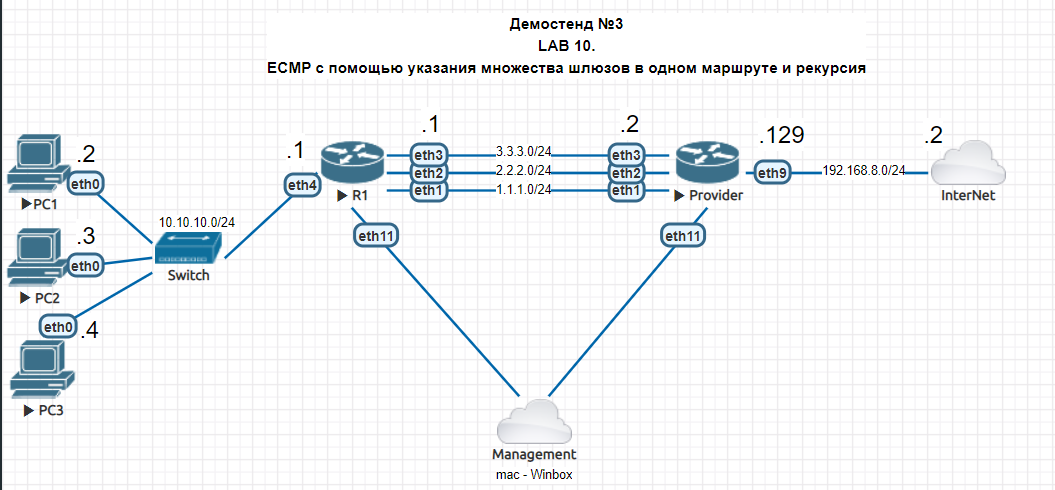 Демостенд №3
LAB 10.
ECMP с помощью указания множества шлюзов в одном маршруте и рекурсия
.1
.2
.129
.2
.2
.1
eth3
3.3.3.0/24
eth3
eth0
eth2
2.2.2.0/24
eth2
eth9
192.168.8.0/24
eth4
eth1
1.1.1.0/24
eth1
PC1
R1
Provider
InterNet
10.10.10.0/24
.3
eth11
eth11
eth0
Switch
PC2
eth0
.4
PC3
Management
mac - Winbox